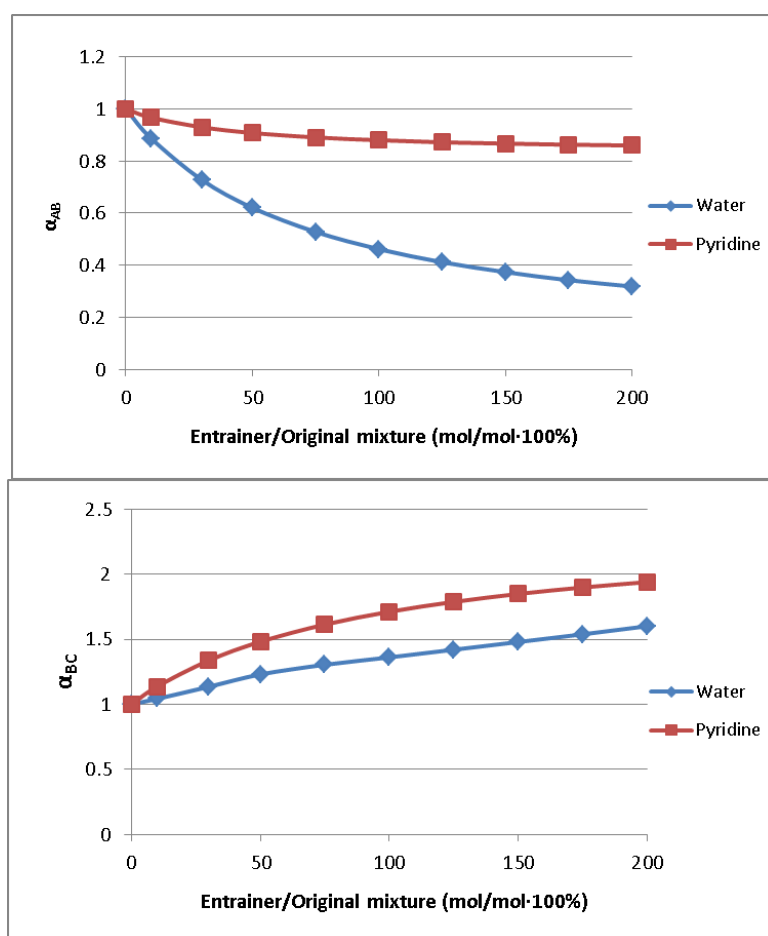 1.2
1
0.8
0.6
0.4
0.2
0
αAB
Water
Pyridine
0 50 100 150 200
Entrainer/Original mixture (mol/mol·100%)
2.5
2
1.5
1
0.5
0
αBC
Water
Pyridine
0 50 100 150 200
Entrainer/Original mixture (mol/mol·100%)